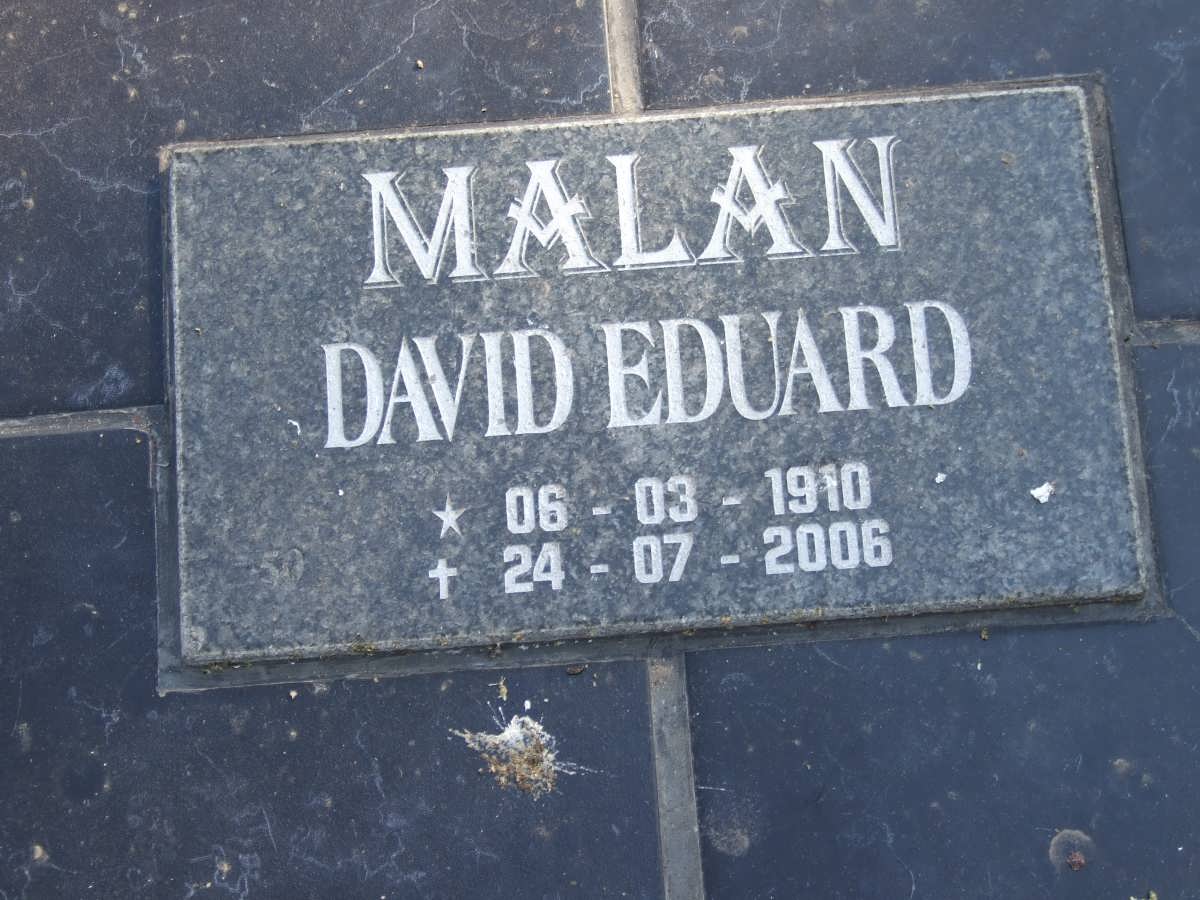 MALAN
DAVID EDUARD
★ 06 - 03 - 1910
✝ 24 - 07 - 2006